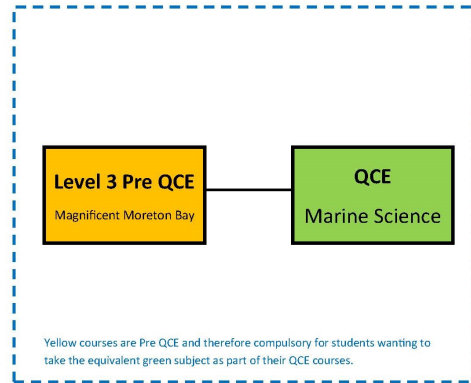 Level 3 Pre QCE
Magnificent Moreton Bay
QCE
Marine Science
Yellow courses are Pre QCE and therefore compulsory for students wanting to
take the equivalent green subject as part of their QCE courses.